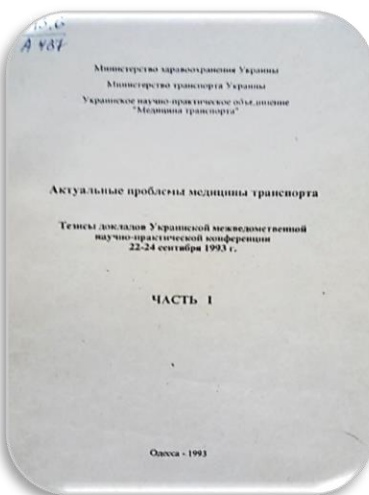 А 437
Министерство здравоохранения Украины
Министерство транспорта Украины
Украинское научно-практическое объединение
"Медицина транспорта"
Актуальные проблемы медицины транспорта
Тезисы докладов Украинской межведомственной
научно-практической конференции
22-24 сентября 1993 г.
ЧАСТЬ I
Одесса - 1993